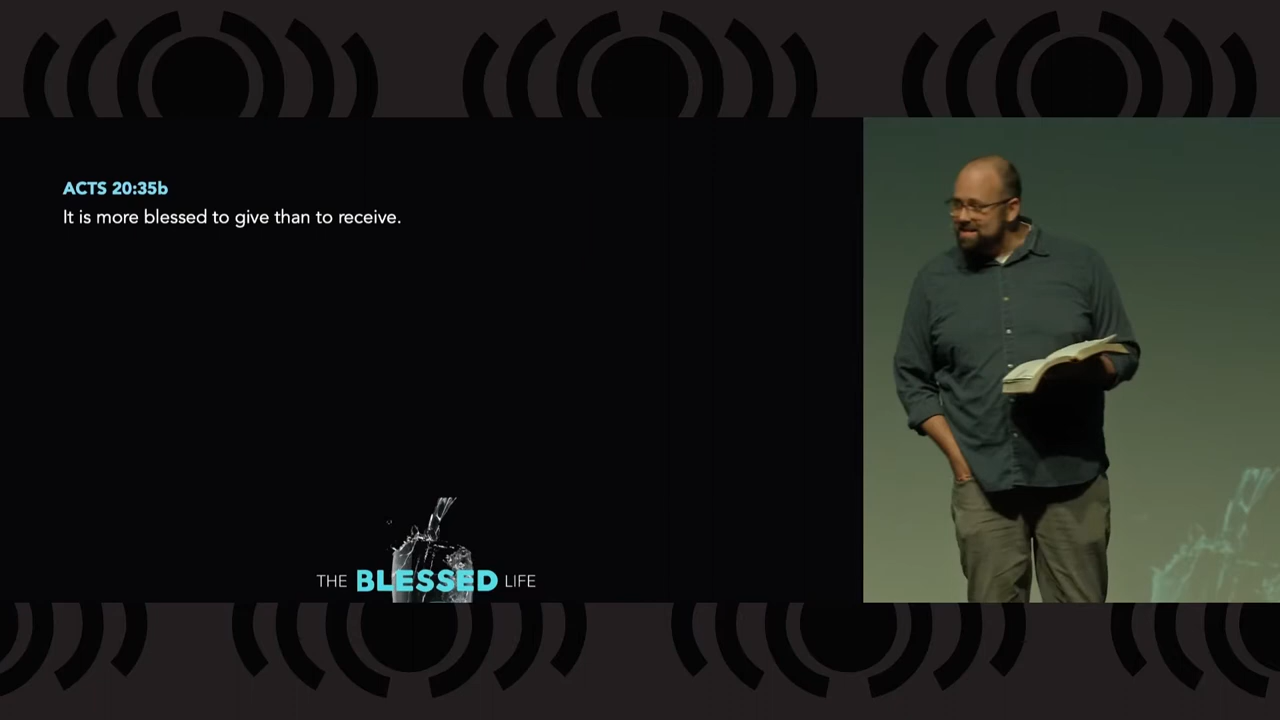 ACTS 20:35b
It is more blessed to give than to receive.
THE BLESSED LIFE